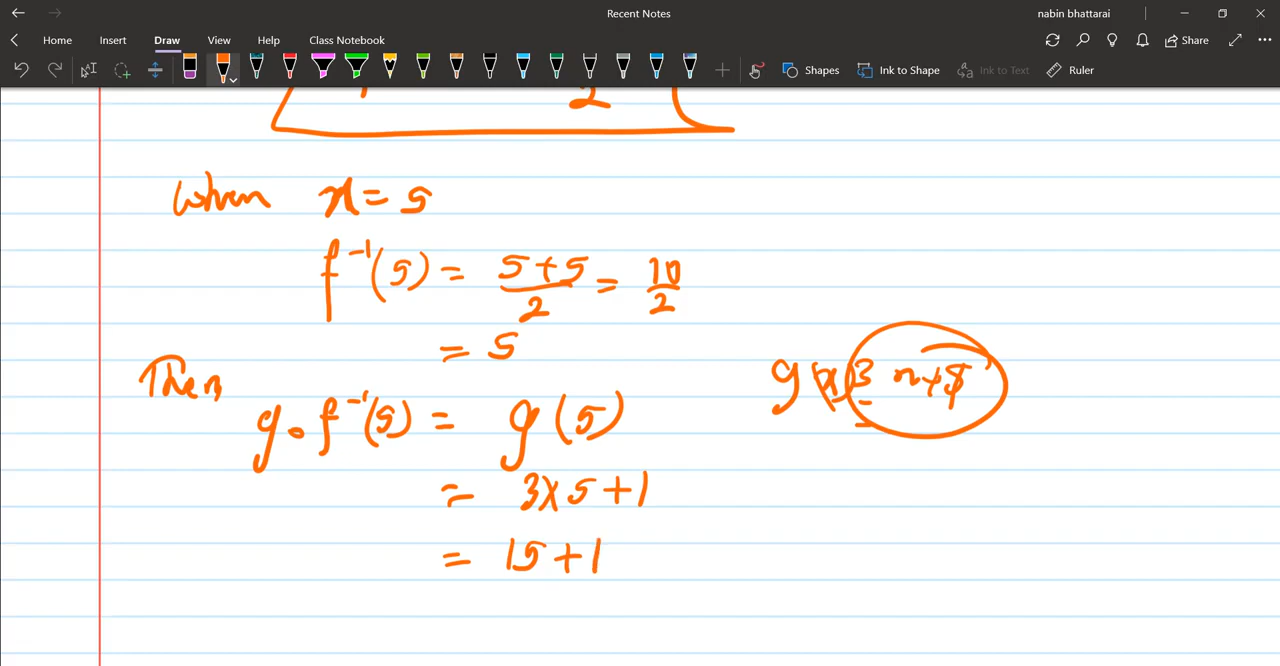 Recent Notes
nabin bhattarai
Home Insert Draw View Help Class Notebook
Share
Shapes Ink to Shape Ink to Text Ruler
2
When x = 5
f⁻¹(5) = 5+5/2 = 10/2
= 5
Then
g∘f⁻¹(5) = g(5)
g(x)
= 3×5+1
= 15+1